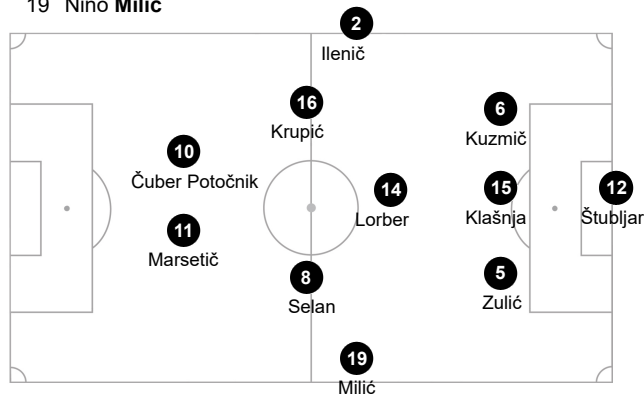 19 Nino Milić
2
Ilenič
16
Krupić
6
Kuzmič
10
Čuber Potočnik
14
Lorber
15
Klašnja
12
Štubljar
11
Marsetič
8
Selan
5
Zulić
19
Milić